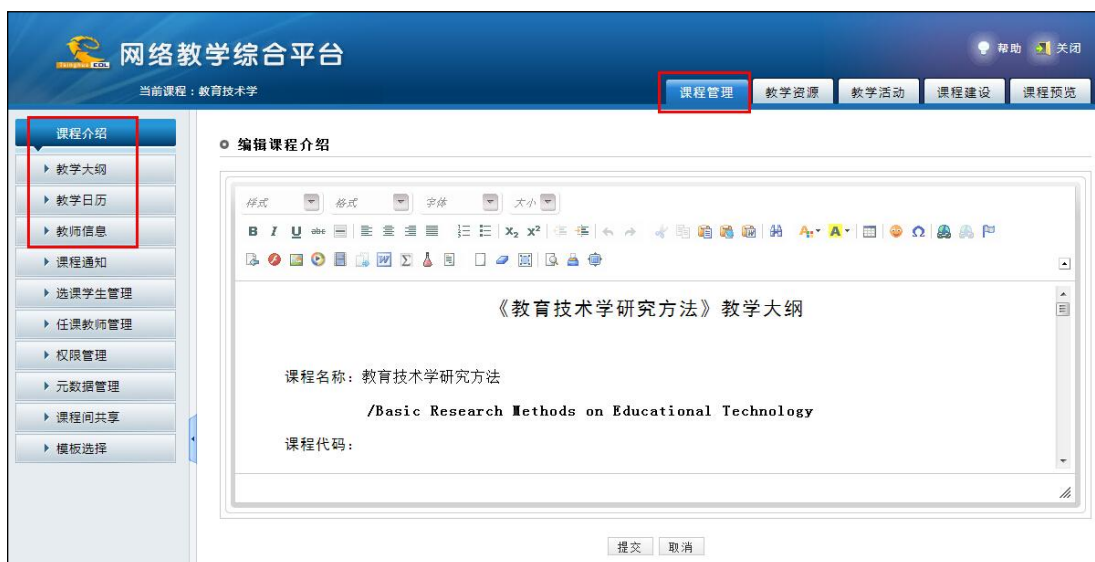 网络教学综合平台
帮助 关闭
当前课程：教育技术学
课程管理 教学资源 教学活动 课程建设 课程预览
课程介绍
教学大纲
教学日历
教师信息
课程通知
选课学生管理
任课教师管理
权限管理
元数据管理
课程间共享
模板选择
编辑课程介绍
样式 格式 字体 大小
《教育技术学研究方法》教学大纲
课程名称：教育技术学研究方法
/Basic Research Methods on Educational Technology
课程代码：
提交 取消